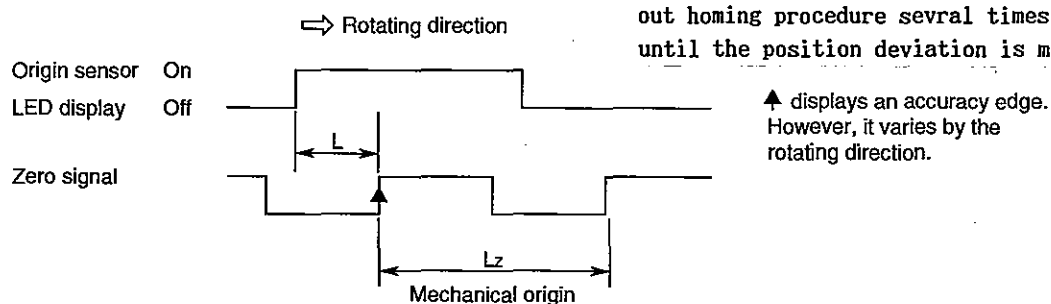 out homing procedure sevral times
until the position deviation is m
⇨ Rotating direction
Origin sensor On
LED display Off
▲ displays an accuracy edge.
However, it varies by the
rotating direction.
L
Zero signal
Lz
Mechanical origin